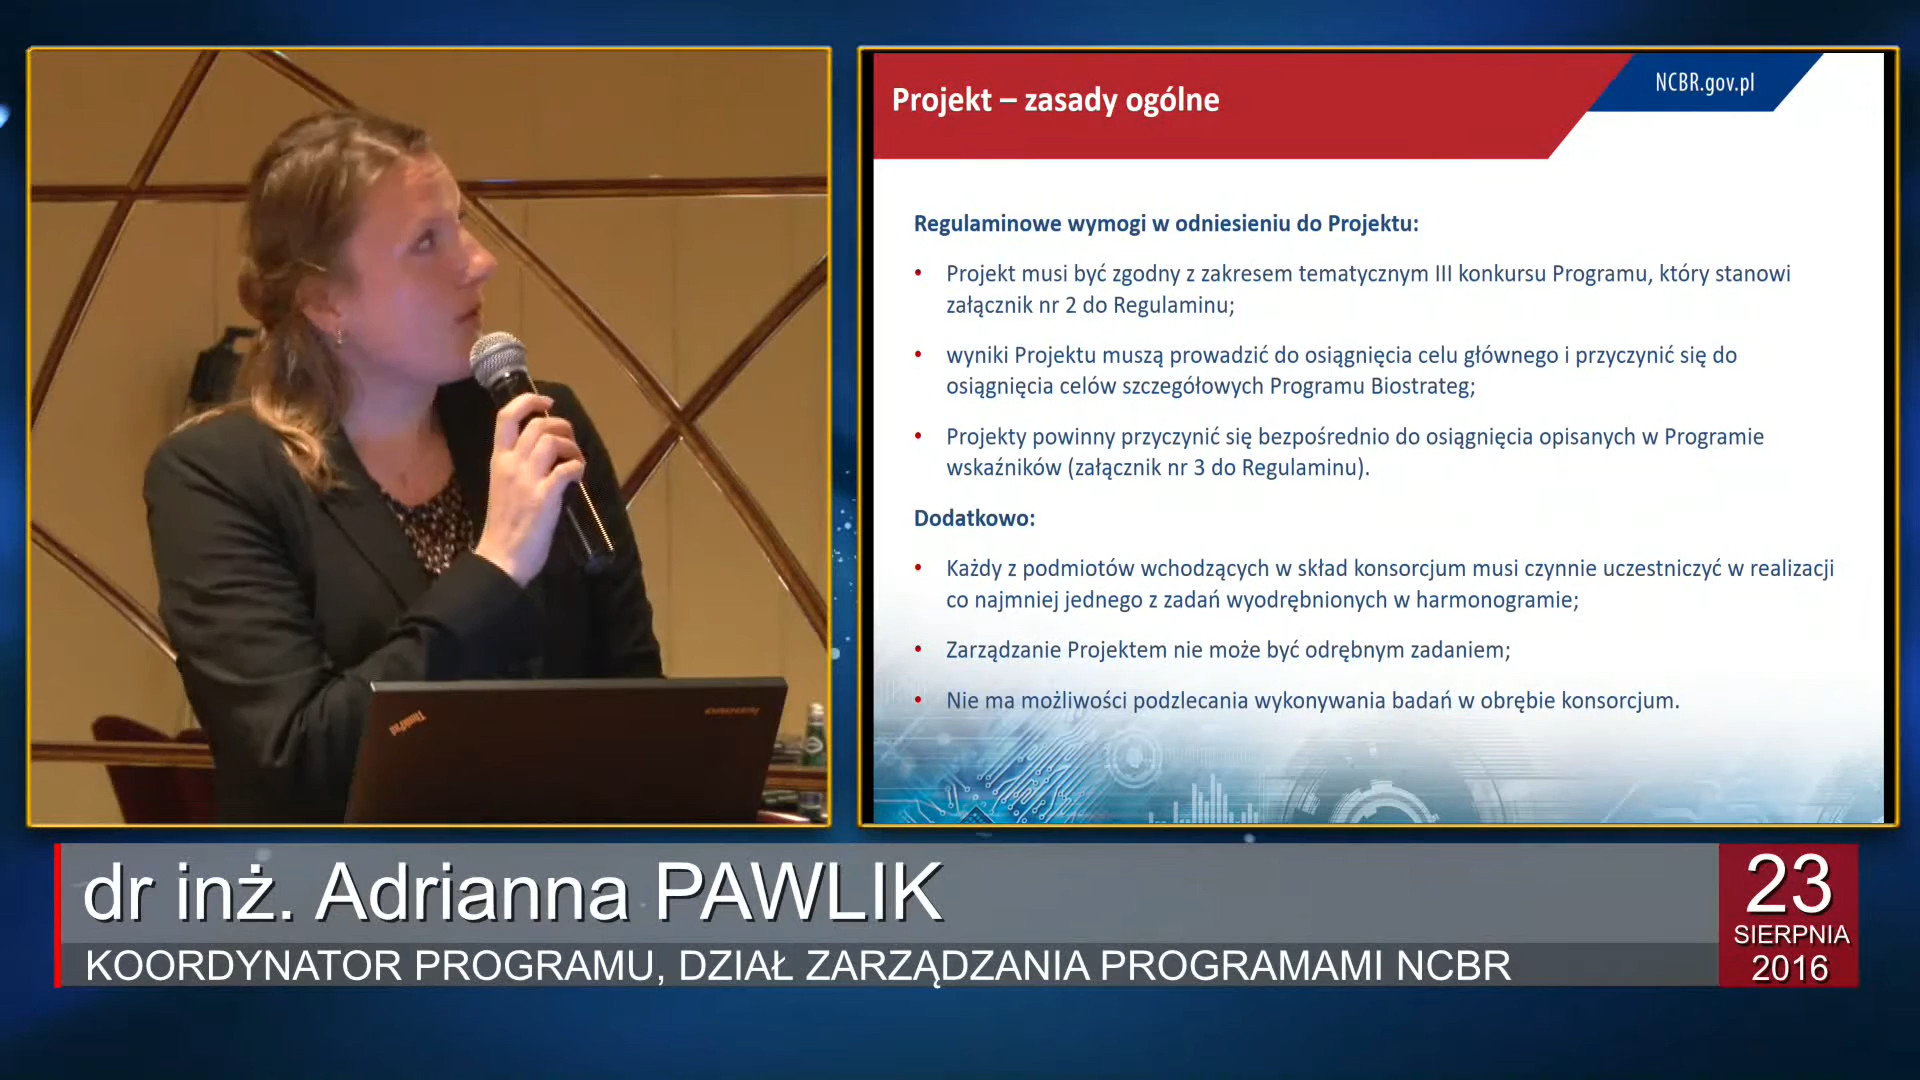 NCBR.gov.pl
Projekt – zasady ogólne
Regulaminowe wymogi w odniesieniu do Projektu:
• Projekt musi być zgodny z zakresem tematycznym III konkursu Programu, który stanowi
załącznik nr 2 do Regulaminu;
• wyniki Projektu muszą prowadzić do osiągnięcia celu głównego i przyczynić się do
osiągnięcia celów szczegółowych Programu Biostrateg;
• Projekty powinny przyczynić się bezpośrednio do osiągnięcia opisanych w Programie
wskaźników (załącznik nr 3 do Regulaminu).
Dodatkowo:
• Każdy z podmiotów wchodzących w skład konsorcjum musi czynnie uczestniczyć w realizacji
co najmniej jednego z zadań wyodrębnionych w harmonogramie;
• Zarządzanie Projektem nie może być odrębnym zadaniem;
• Nie ma możliwości podzlecania wykonywania badań w obrębie konsorcjum.
ThinkPad
lenovo
dr inż. Adrianna PAWLIK
KOORDYNATOR PROGRAMU, DZIAŁ ZARZĄDZANIA PROGRAMAMI NCBR
23
SIERPNIA
2016